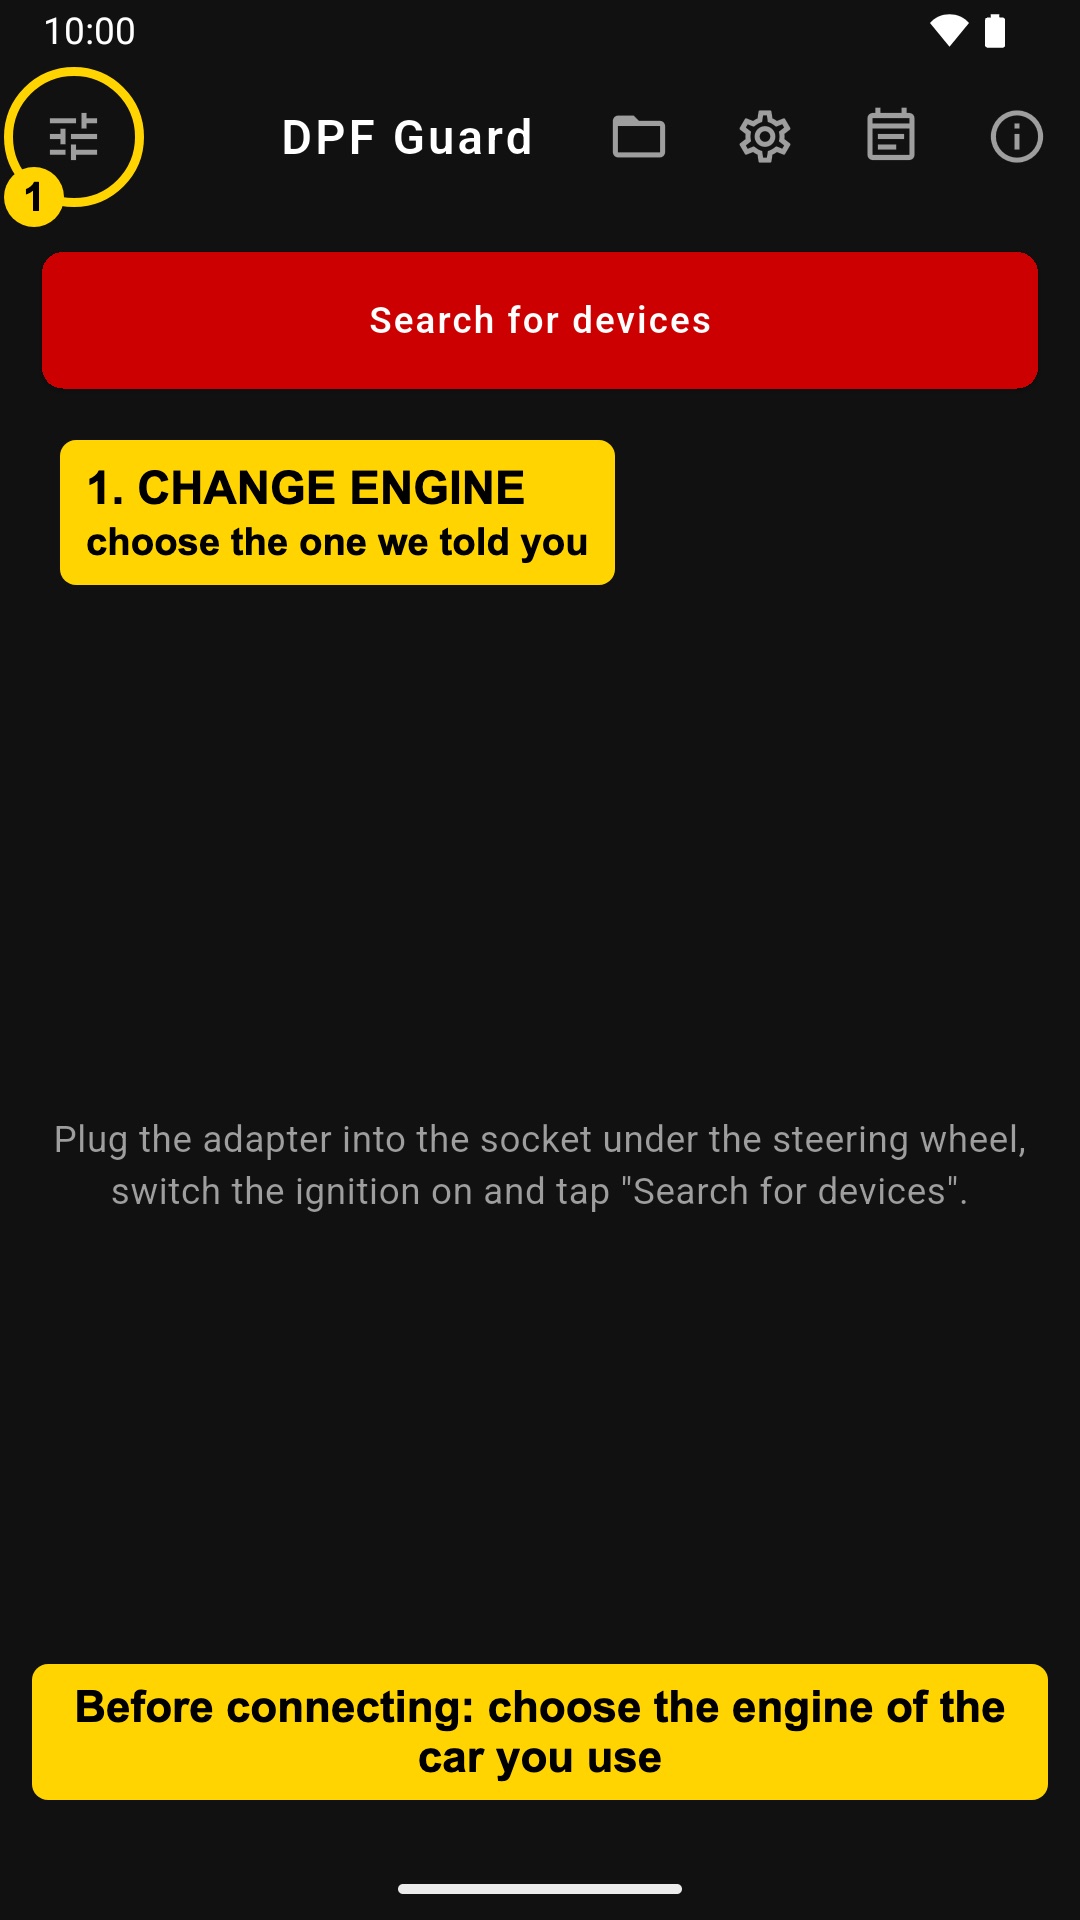 10:00
DPF Guard
1
Search for devices
1. CHANGE ENGINE
choose the one we told you
Plug the adapter into the socket under the steering wheel,
switch the ignition on and tap "Search for devices".
Before connecting: choose the engine of the
car you use